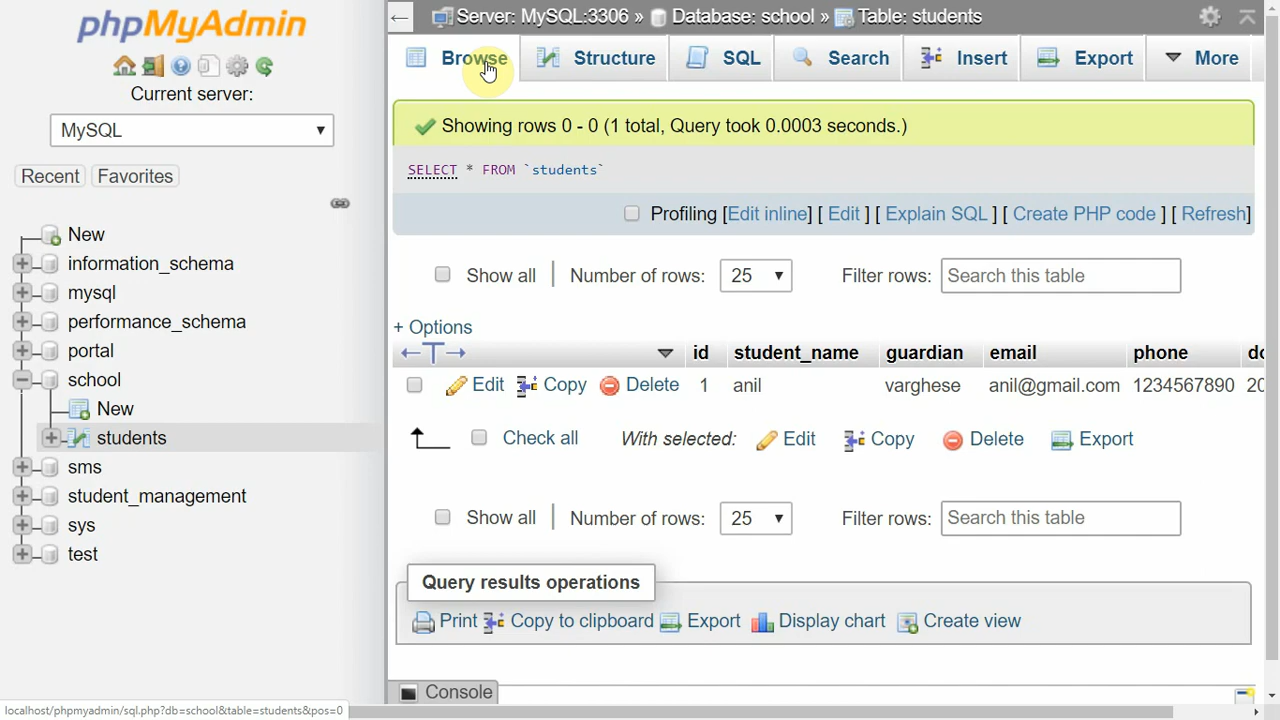 phpMyAdmin
Current server:
MySQL
Recent Favorites
New
information_schema
mysql
performance_schema
portal
school
New
students
sms
student_management
sys
test
Server: MySQL:3306 » Database: school » Table: students
Browse Structure SQL Search Insert Export More
Showing rows 0 - 0 (1 total, Query took 0.0003 seconds.)
SELECT * FROM `students`
Profiling [Edit inline] [ Edit ] [ Explain SQL ] [ Create PHP code ] [ Refresh]
Show all Number of rows: 25 Filter rows: Search this table
+ Options
id student_name guardian email phone do
Edit Copy Delete 1 anil varghese anil@gmail.com 1234567890 20
Check all With selected: Edit Copy Delete Export
Show all Number of rows: 25 Filter rows: Search this table
Query results operations
Print Copy to clipboard Export Display chart Create view
Console
localhost/phpmyadmin/sql.php?db=school&table=students&pos=0